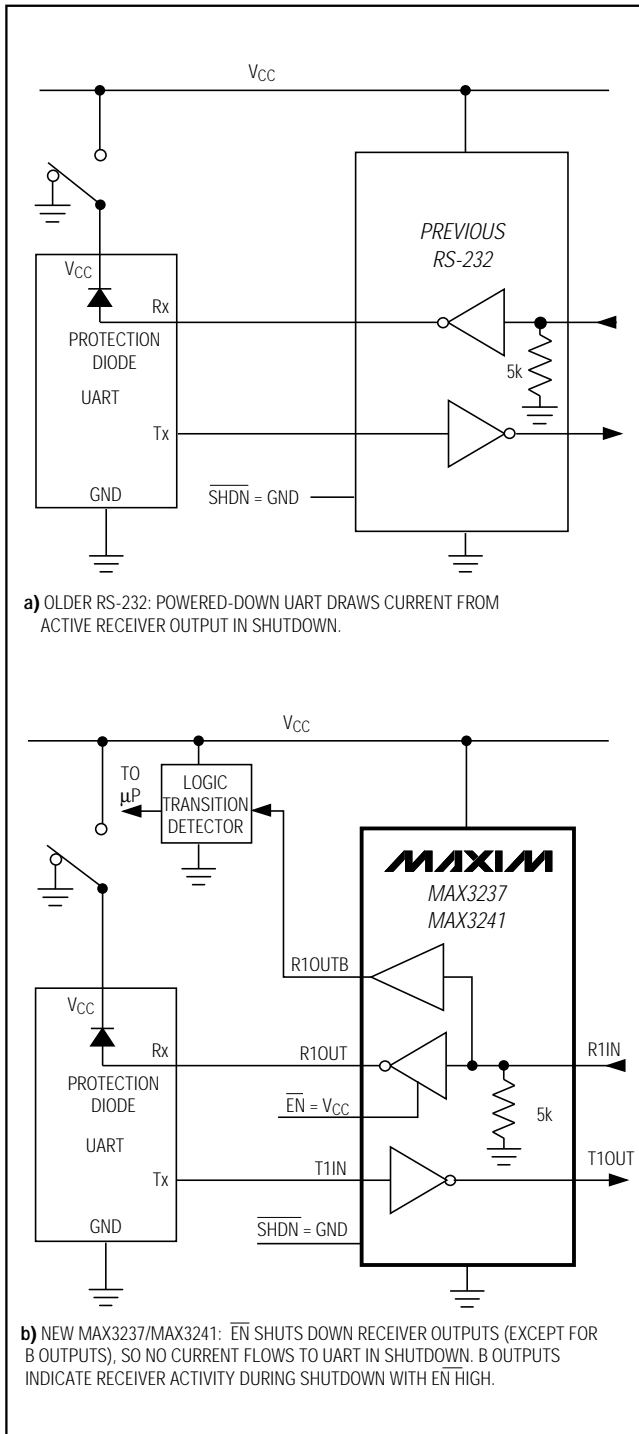 VCC
PREVIOUS
RS-232
VCC
Rx
PROTECTION
DIODE
5k
UART
Tx
GND
SHDN = GND
a) OLDER RS-232: POWERED-DOWN UART DRAWS CURRENT FROM
ACTIVE RECEIVER OUTPUT IN SHUTDOWN.
VCC
TO
μP
LOGIC
TRANSITION
DETECTOR
MAXIM
MAX3237
MAX3241
R1OUTB
VCC
Rx
R1OUT
R1IN
PROTECTION
DIODE
EN = VCC
5k
UART
Tx
T1IN
T1OUT
GND
SHDN = GND
b) NEW MAX3237/MAX3241: EN SHUTS DOWN RECEIVER OUTPUTS (EXCEPT FOR
B OUTPUTS), SO NO CURRENT FLOWS TO UART IN SHUTDOWN. B OUTPUTS
INDICATE RECEIVER ACTIVITY DURING SHUTDOWN WITH EN HIGH.